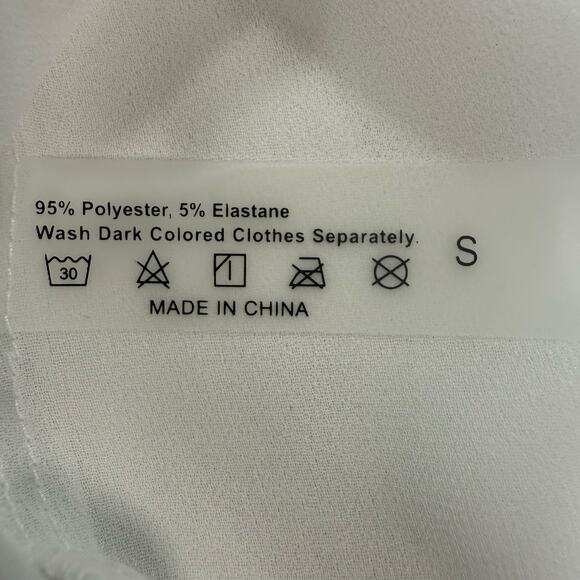 95% Polyester, 5% Elastane
Wash Dark Colored Clothes Separately.
S
30
MADE IN CHINA